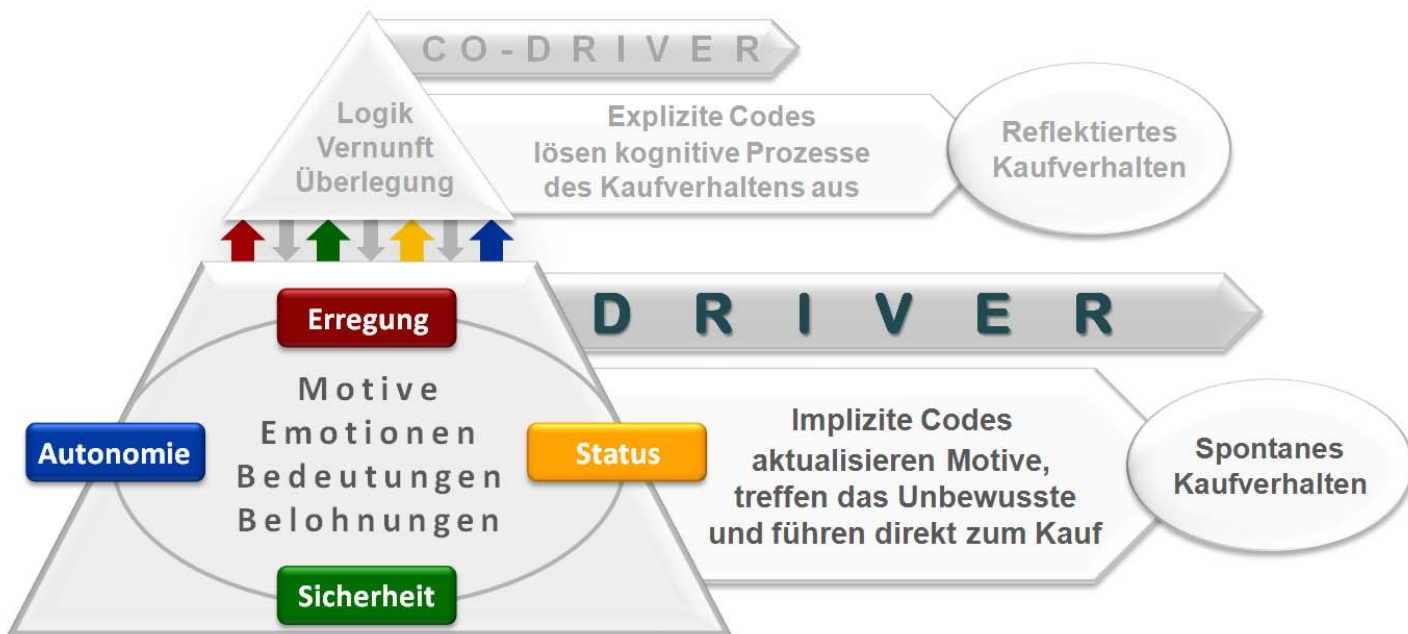 CO-DRIVER
Logik
Vernunft
Überlegung
Explizite Codes
lösen kognitive Prozesse
des Kaufverhaltens aus
Reflektiertes
Kaufverhalten
DRIVER
Erregung
Motive
Emotionen
Bedeutungen
Belohnungen
Autonomie
Status
Sicherheit
Implizite Codes
aktualisieren Motive,
treffen das Unbewusste
und führen direkt zum Kauf
Spontanes
Kaufverhalten